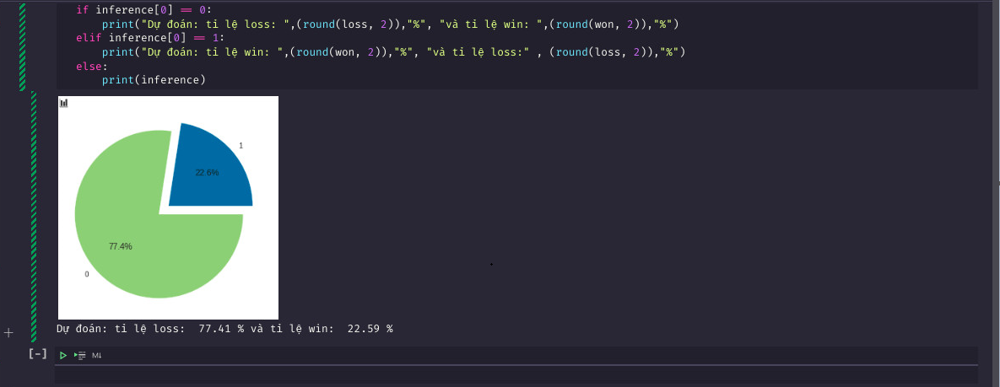 if inference[0] == 0:
print("Dự đoán: tỉ lệ loss: ",(round(loss, 2)),"%", "và tỉ lệ win: ",(round(won, 2)),"%")
elif inference[0] == 1:
print("Dự đoán: tỉ lệ win: ",(round(won, 2)),"%", "và tỉ lệ loss:" , (round(loss, 2)),"%")
else:
print(inference)
1
22.6%
77.4%
0
Dự đoán: tỉ lệ loss:  77.41 % và tỉ lệ win:  22.59 %
[-]
M↓